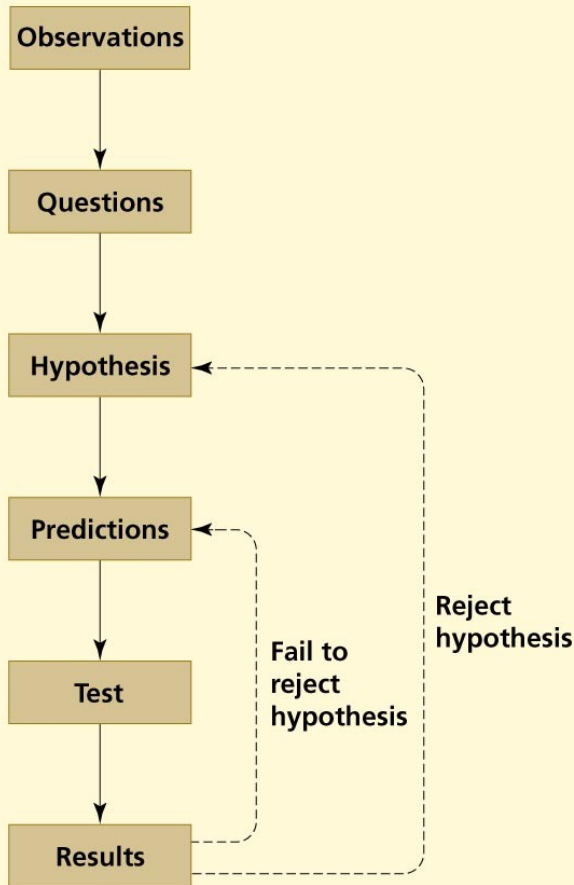 Observations
Questions
Hypothesis
Predictions
Reject
hypothesis
Fail to
reject
hypothesis
Test
Results